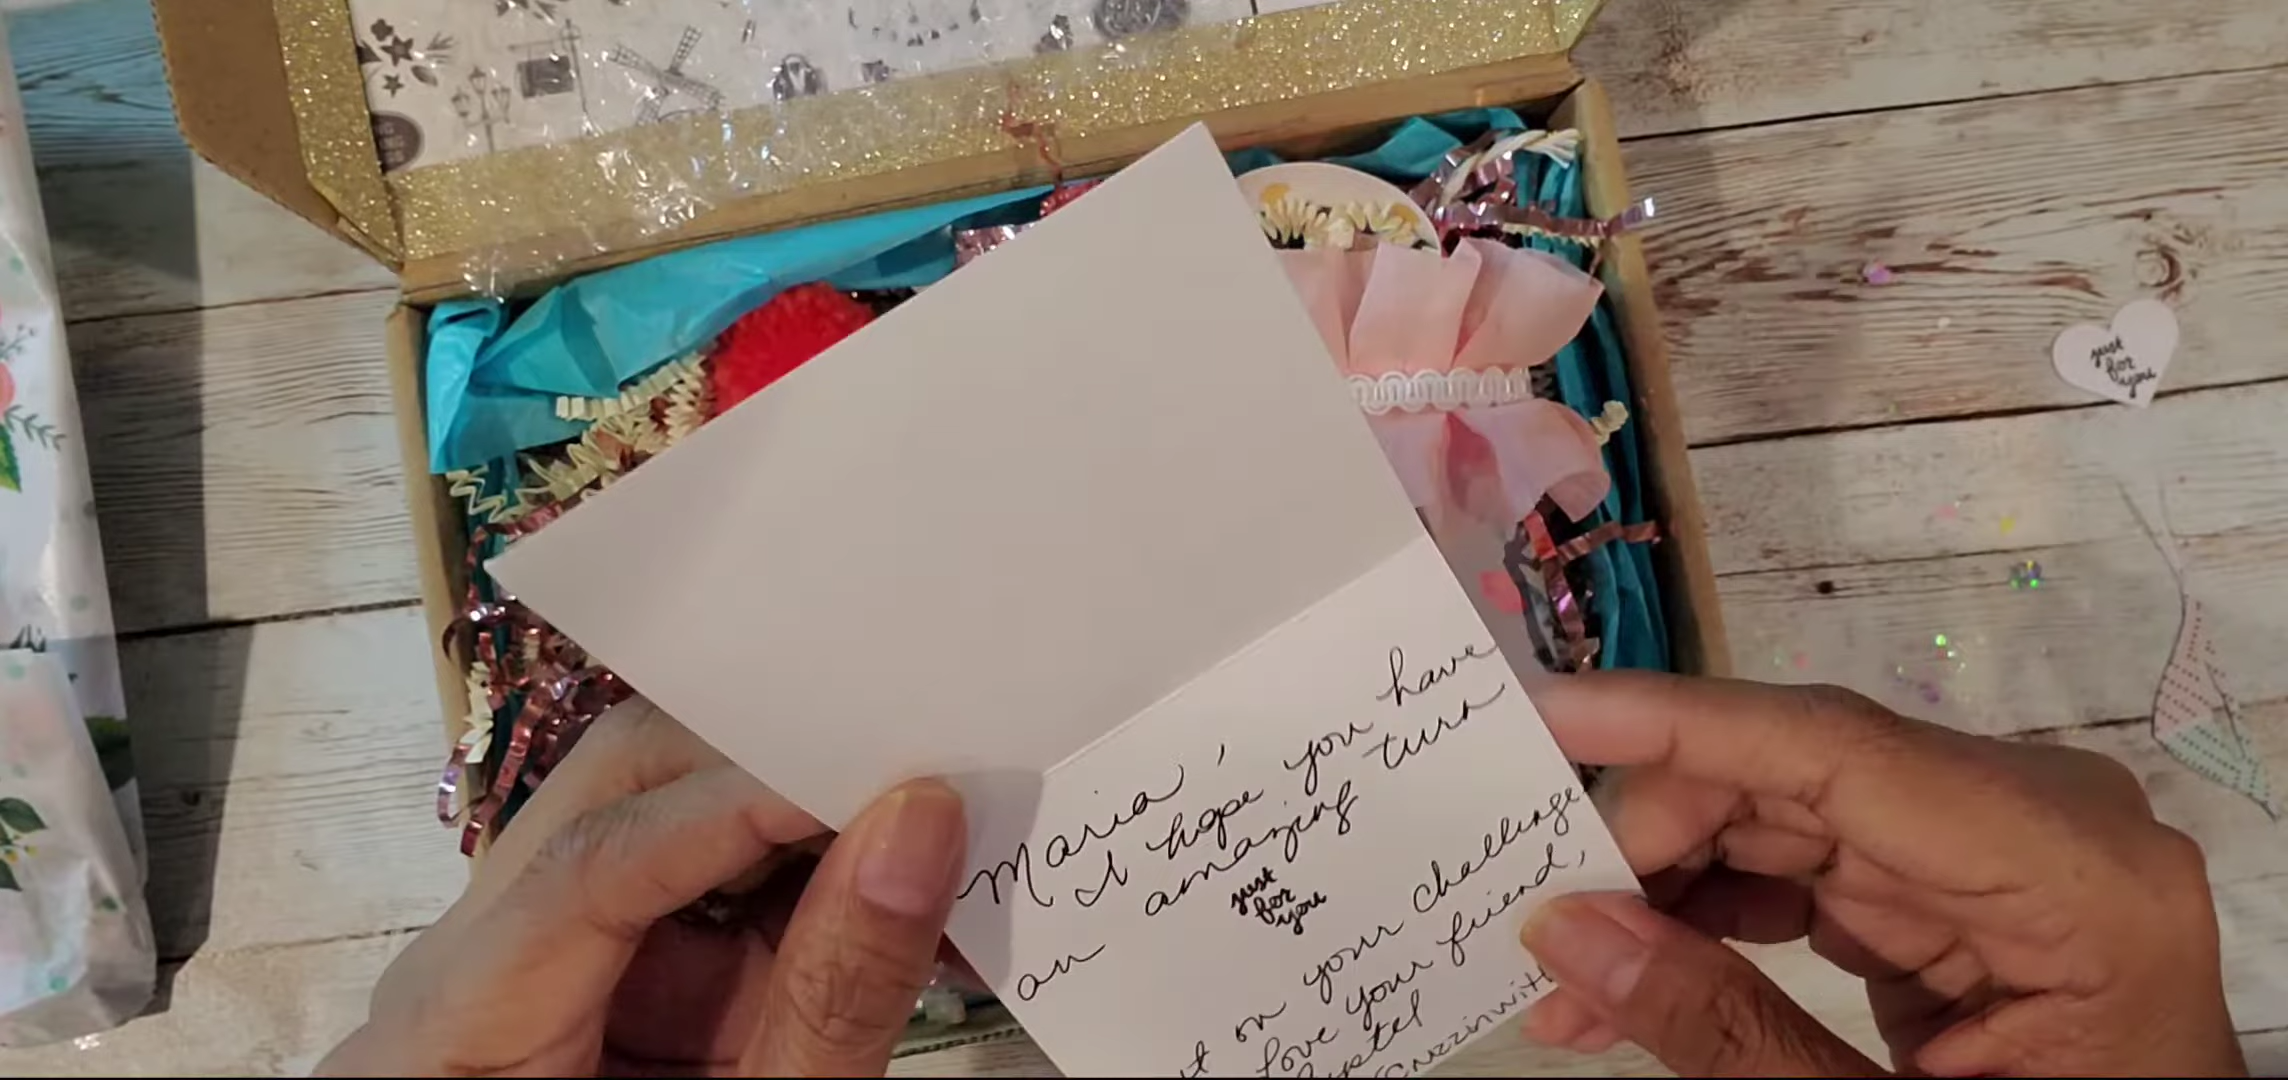 Maria,
I hope you have
an amazing turn
just
for
you
out on your challenge
Love your friend,
just
for
you